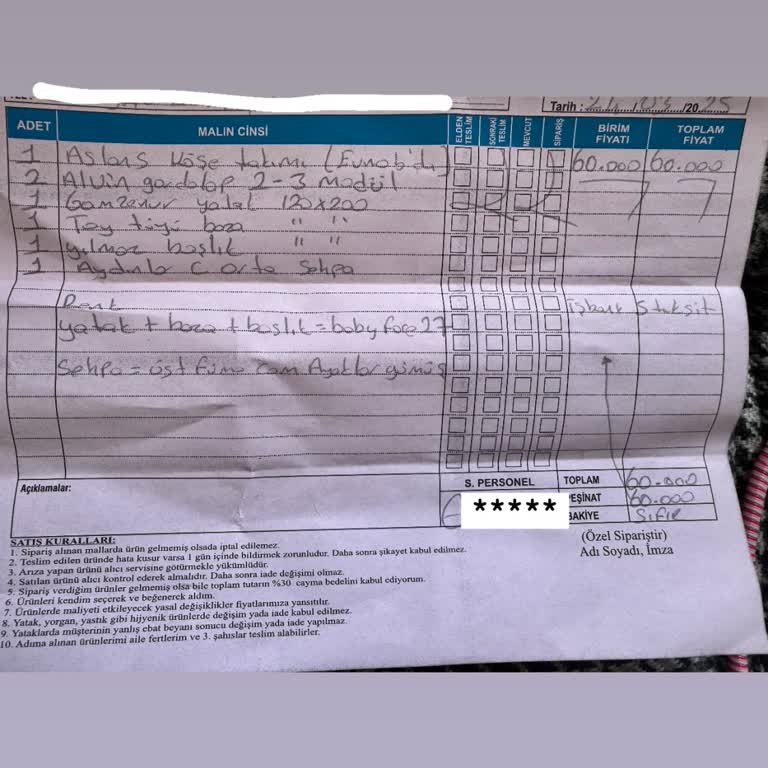 Tarih : 24/03/2025
ADET MALIN CİNSİ ELDEN TESLİM SONRAKİ TESLİM MEVCUT SİPARİŞ BİRİM FİYATI TOPLAM FİYAT
1 Aslans köşe takımı (Evnob'da) 60.000 60.000
2 Alvin gardolop 2-3 modül
1 Gamzenur yatak 120x200
1 Tay tüyü baza " "
1 yılmaz başlık " "
1 Aydınlar C orta Sehpa
Renk işbank 5 taksit
yatak + baza + başlık = baby face 27
Sehpa = üst füme cam Ayaklar gümüş
Açıklamalar:
S. PERSONEL
*****
TOPLAM 60.000
PEŞİNAT 60.000
BAKİYE Sıfır
SATIŞ KURALLARI:
1. Sipariş alınan mallarda ürün gelmemiş olsada iptal edilemez.
2. Teslim edilen üründe hata kusur varsa 1 gün içinde bildirmek zorunludur. Daha sonra şikayet kabul edilmez.
3. Arıza yapan ürünü alıcı servisine götürmekle yükümlüdür.
4. Satılan ürünü alıcı kontrol ederek almalıdır. Daha sonra iade değişimi olmaz.
5. Sipariş verdiğim ürünler gelmemiş olsa bile toplam tutarın %30 cayma bedelini kabul ediyorum.
6. Ürünleri kendim seçerek ve beğenerek aldım.
7. Ürünlerde maliyeti etkileyecek yasal değişiklikler fiyatlarımıza yansıtılır.
8. Yatak, yorgan, yastık gibi hijyenik ürünlerde değişim yada iade kabul edilmez.
9. Yataklarda müşterinin yanlış ebat beyanı sonucu değişim yada iade yapılmaz.
10. Adıma alınan ürünlerimi aile fertlerim ve 3. şahıslar teslim alabilirler.
(Özel Sipariştir)
Adı Soyadı, İmza